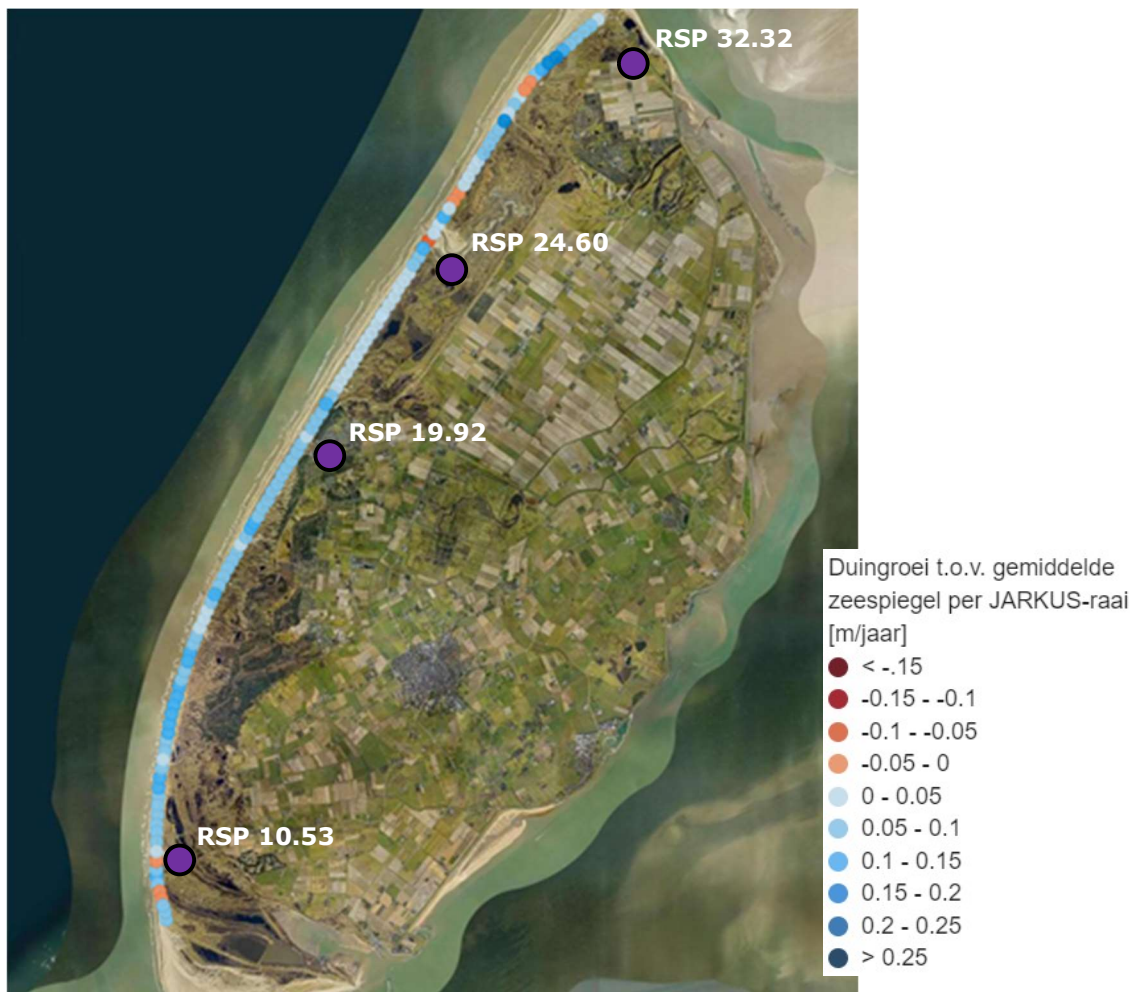 RSP 32.32
RSP 24.60
RSP 19.92
RSP 10.53
Duingroei t.o.v. gemiddelde
zeespiegel per JARKUS-raai
[m/jaar]
< -.15
-0.15 - -0.1
-0.1 - -0.05
-0.05 - 0
0 - 0.05
0.05 - 0.1
0.1 - 0.15
0.15 - 0.2
0.2 - 0.25
> 0.25